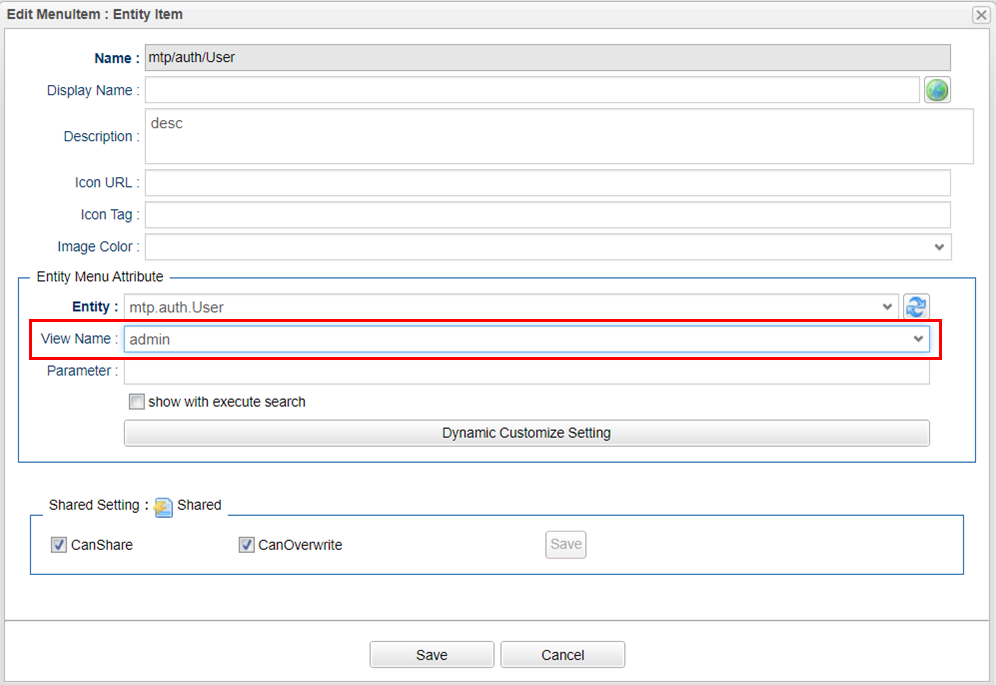 Edit MenuItem : Entity Item
Name : mtp/auth/User
Display Name :
Description : desc
Icon URL :
Icon Tag :
Image Color :
Entity Menu Attribute
Entity : mtp.auth.User
View Name : admin
Parameter :
show with execute search
Dynamic Customize Setting
Shared Setting : Shared
CanShare CanOverwrite Save
Save Cancel